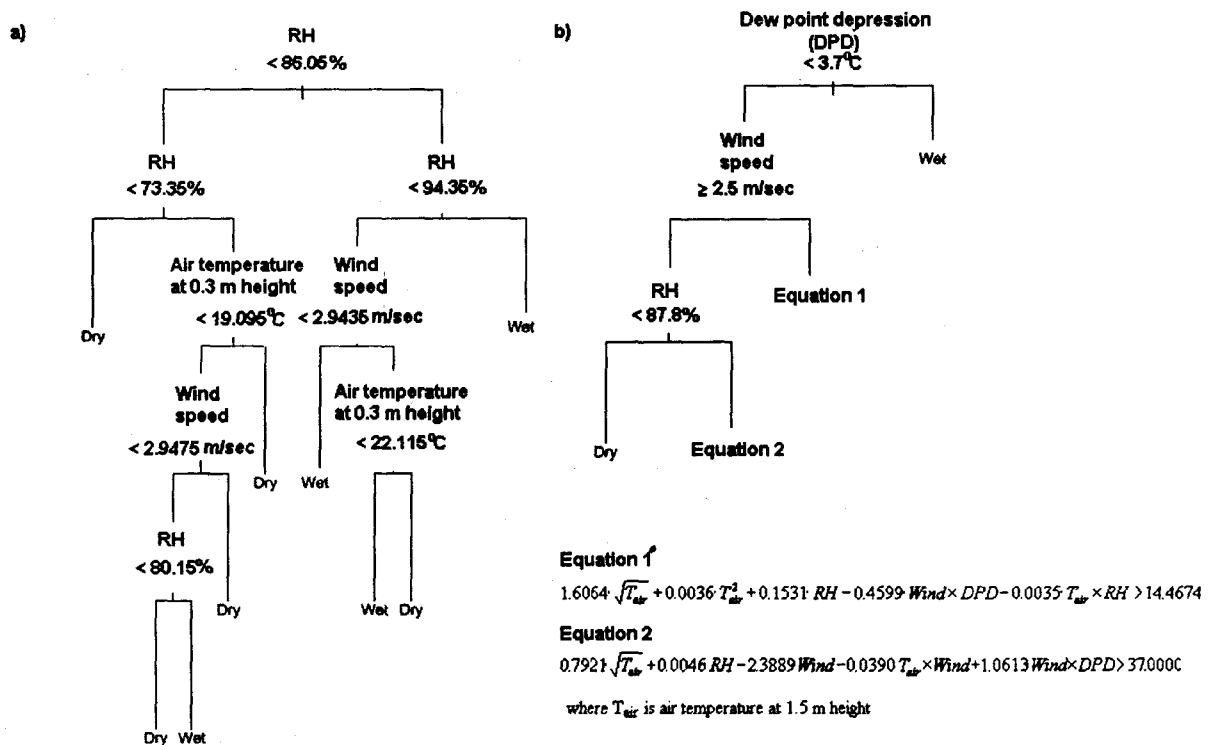 a)
RH
< 86.05%
RH
< 73.35%
RH
< 94.35%
Dry
Air temperature
at 0.3 m height
< 19.095°C
Wind
speed
< 2.9435 m/sec
Wet
Wind
speed
< 2.9475 m/sec
Dry
Wet
Air temperature
at 0.3 m height
< 22.115°C
RH
< 80.15%
Dry
Wet Dry
Dry Wet
b)
Dew point depression
(DPD)
< 3.7°C
Wind
speed
≥ 2.5 m/sec
Wet
RH
< 87.8%
Equation 1
Dry
Equation 2
Equation 1
1.6064·√T_air + 0.0036·T²_air + 0.1531·RH − 0.4599·Wind × DPD − 0.0035·T_air × RH > 14.4674
Equation 2
0.7921·√T_air + 0.0046·RH − 2.3889·Wind − 0.0390·T_air × Wind + 1.0613·Wind × DPD > 37.0000
where T_air is air temperature at 1.5 m height